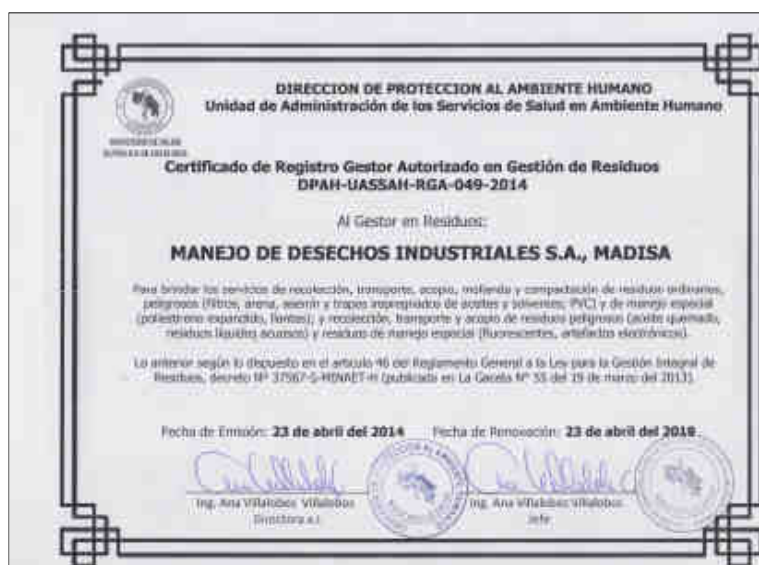 DIRECCION DE PROTECCION AL AMBIENTE HUMANO
Unidad de Administración de los Servicios de Salud en Ambiente Humano
MINISTERIO DE SALUD
Certificado de Registro Gestor Autorizado en Gestión de Residuos
DPAH-UASSAH-RGA-049-2014
Al Gestor en Residuos:
MANEJO DE DESECHOS INDUSTRIALES S.A., MADISA
Para brindar los servicios de recolección, transporte, acopio, molienda y compactación de residuos ordinarios,
peligrosos (filtros, arena, aserrín y trapos impregnados de aceites y solventes, PVC) y de manejo especial
(poliestireno expandido, llantas); y recolección, transporte y acopio de residuos peligrosos (aceite quemado,
residuos líquidos acuosos) y residuos de manejo especial (fluorescentes, artefactos electrónicos).
Lo anterior según lo dispuesto en el artículo 46 del Reglamento General a la Ley para la Gestión Integral de
Residuos, decreto Nº 37567-S-MINAET-H (publicada en La Gaceta Nº 55 del 19 de marzo del 2013).
Fecha de Emisión: 23 de abril del 2014 Fecha de Renovación: 23 de abril del
Ing. Ana Villalobos Villalobos Ing. Ana Villalobos Villalobos
Directora a.i. Jefe